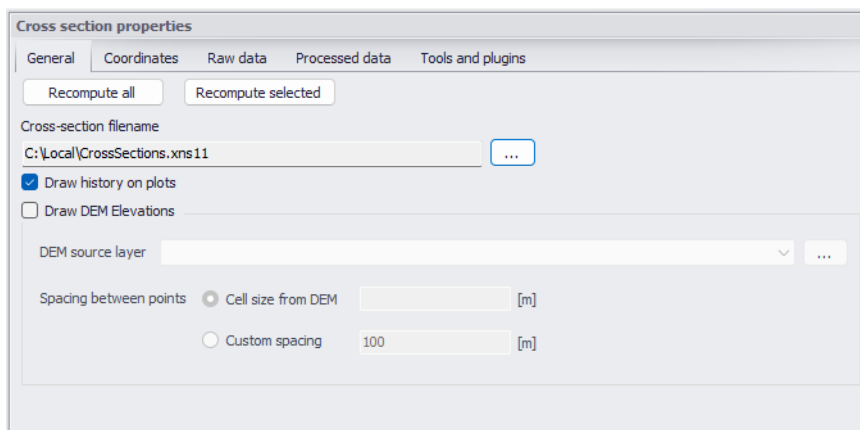 Cross section properties
General Coordinates Raw data Processed data Tools and plugins
Recompute all Recompute selected
Cross-section filename
C:\Local\CrossSections.xns11 ...
Draw history on plots
Draw DEM Elevations
DEM source layer ...
Spacing between points Cell size from DEM [m]
Custom spacing 100 [m]